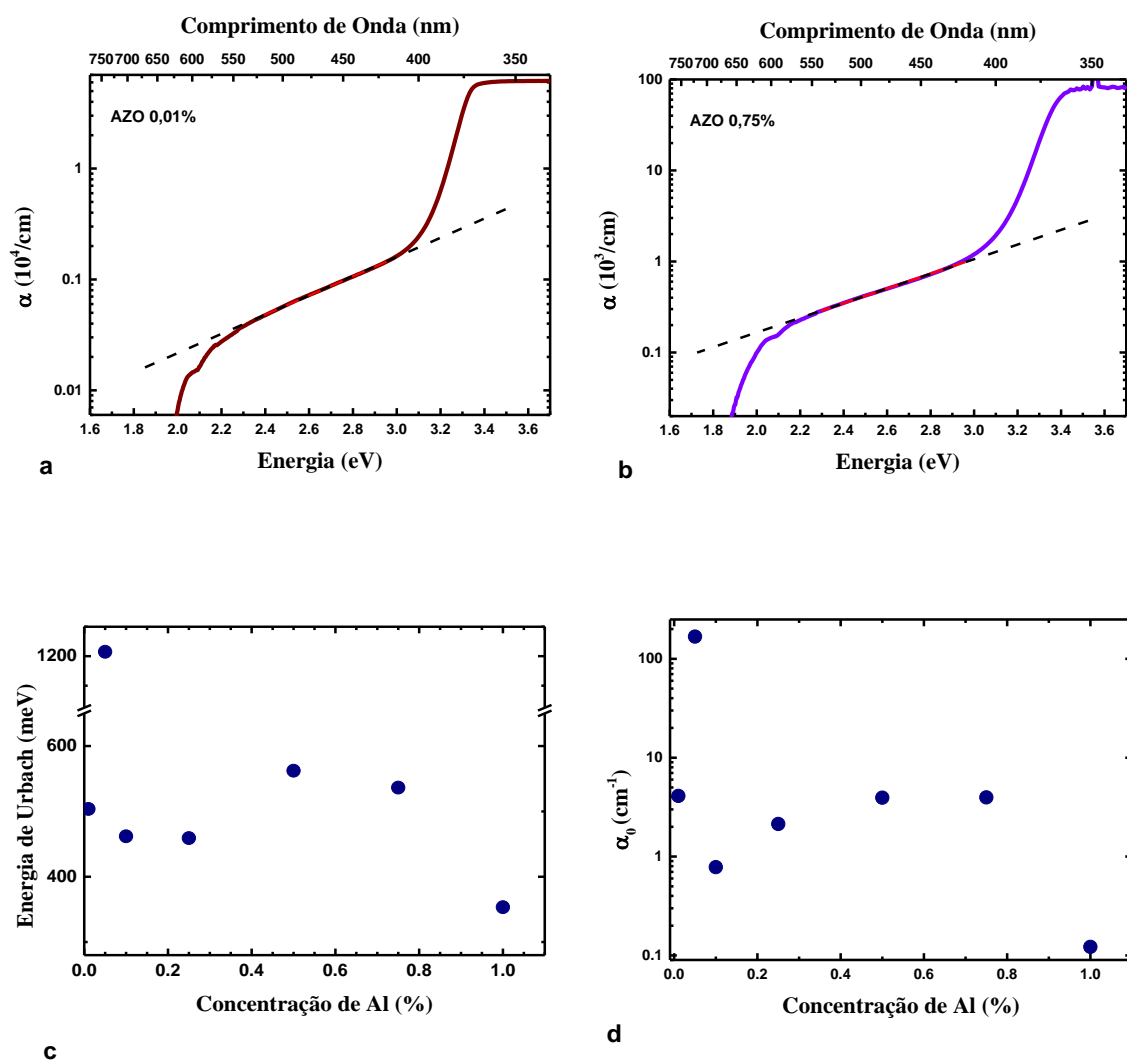 Comprimento de Onda (nm)
750 700 650 600 550 500 450 400 350
AZO 0,01%
α (10⁴/cm)
1
0.1
0.01
1.6 1.8 2.0 2.2 2.4 2.6 2.8 3.0 3.2 3.4 3.6
Energia (eV)
a
Comprimento de Onda (nm)
750 700 650 600 550 500 450 400 350
AZO 0,75%
α (10³/cm)
100
10
1
0.1
1.6 1.8 2.0 2.2 2.4 2.6 2.8 3.0 3.2 3.4 3.6
Energia (eV)
b
Energia de Urbach (meV)
1200
600
400
0.0 0.2 0.4 0.6 0.8 1.0
Concentração de Al (%)
c
α₀ (cm⁻¹)
100
10
1
0.1
0.0 0.2 0.4 0.6 0.8 1.0
Concentração de Al (%)
d